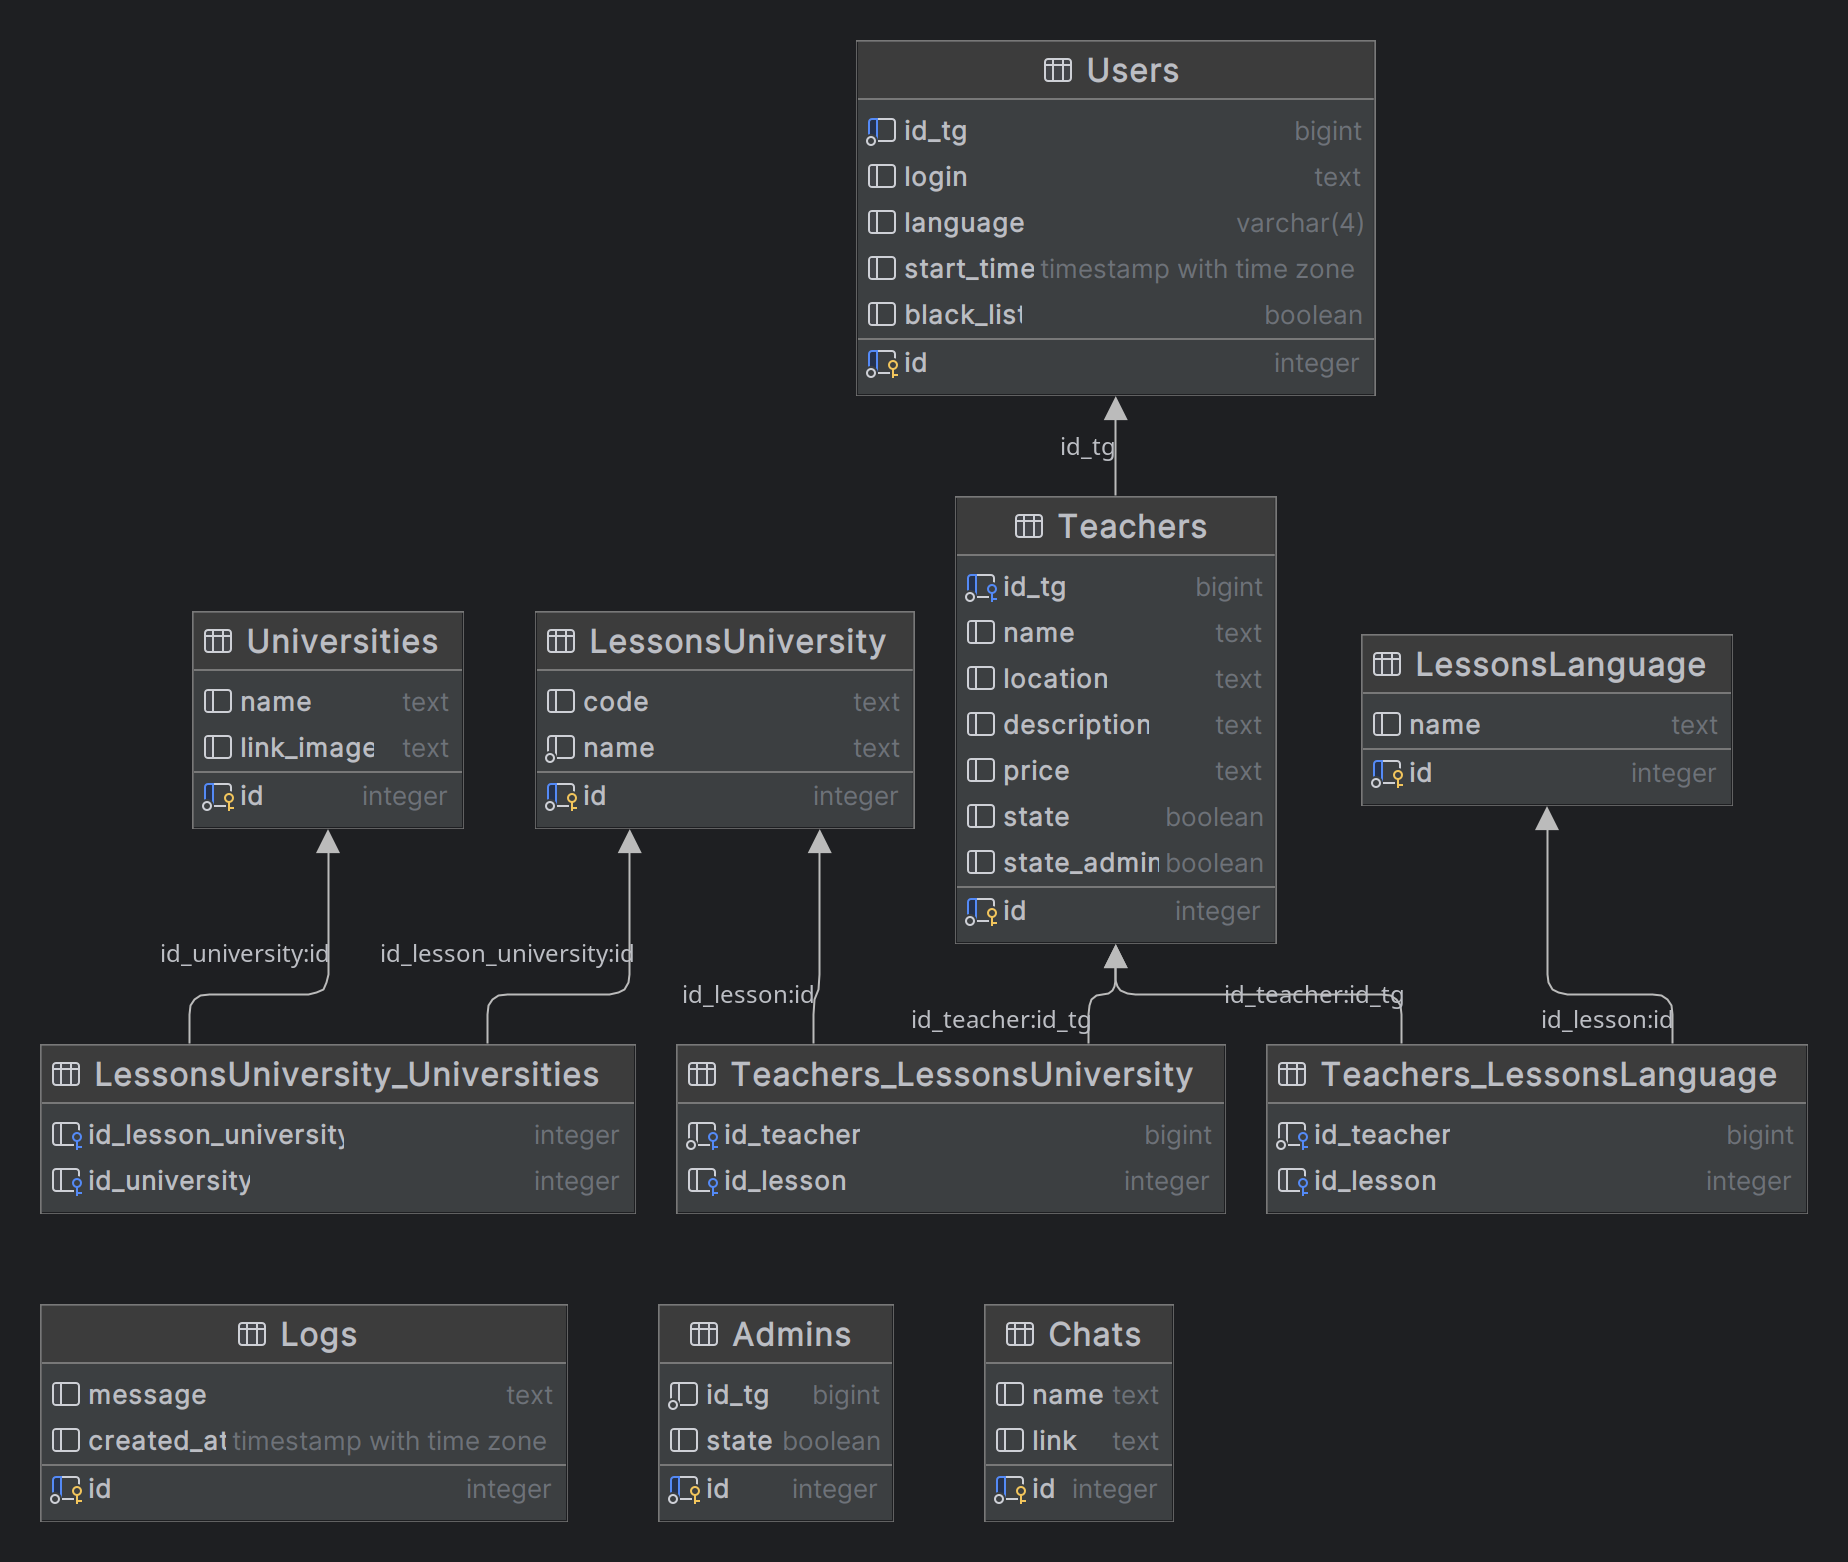 Users
id_tg bigint
login text
language varchar(4)
start_time timestamp with time zone
black_list boolean
id integer
id_tg
Teachers
id_tg bigint
name text
location text
description text
price text
state boolean
state_admin boolean
id integer
Universities
name text
link_image text
id integer
LessonsUniversity
code text
name text
id integer
LessonsLanguage
name text
id integer
id_university:id
id_lesson_university:id
id_lesson:id
id_teacher:id_tg
id_teacher:id_tg
id_lesson:id
LessonsUniversity_Universities
id_lesson_university integer
id_university integer
Teachers_LessonsUniversity
id_teacher bigint
id_lesson integer
Teachers_LessonsLanguage
id_teacher bigint
id_lesson integer
Logs
message text
created_at timestamp with time zone
id integer
Admins
id_tg bigint
state boolean
id integer
Chats
name text
link text
id integer